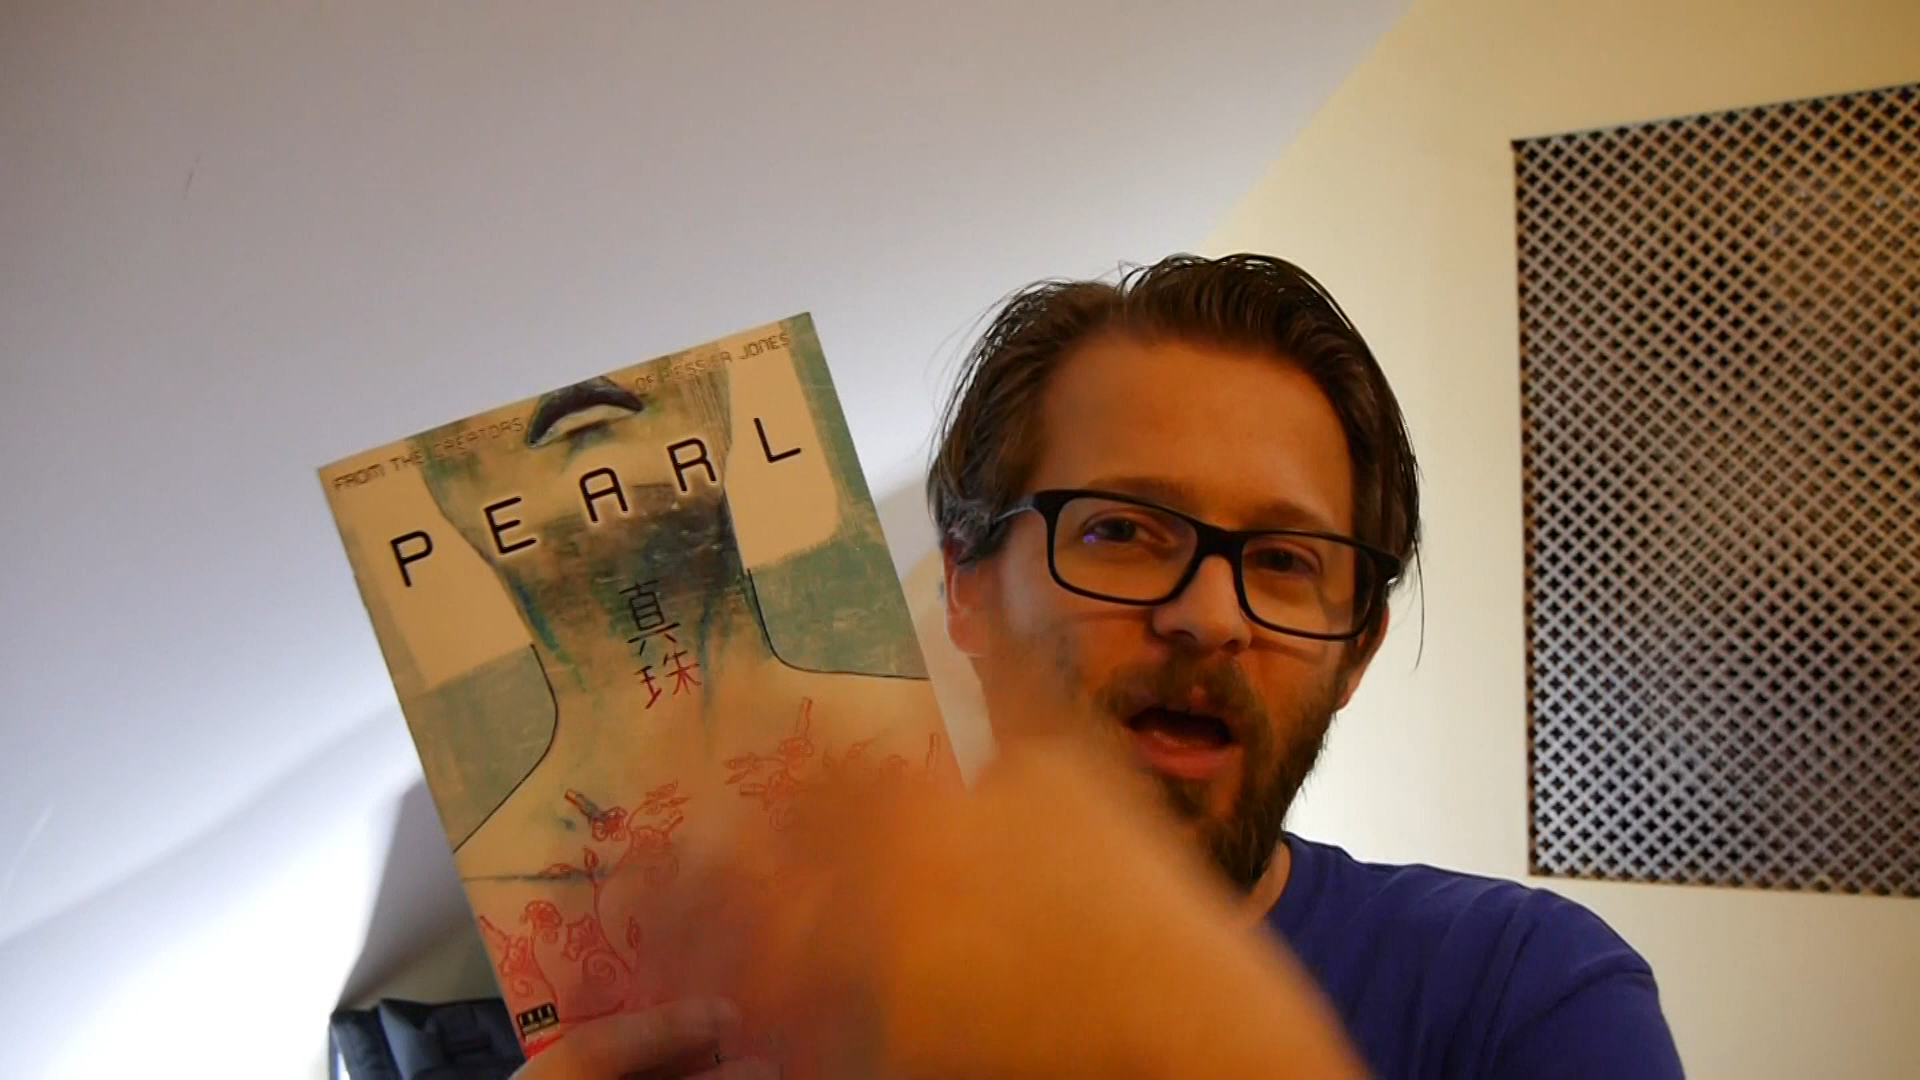 FROM THE CREATORS OF JESSICA JONES
PEARL
真
珠